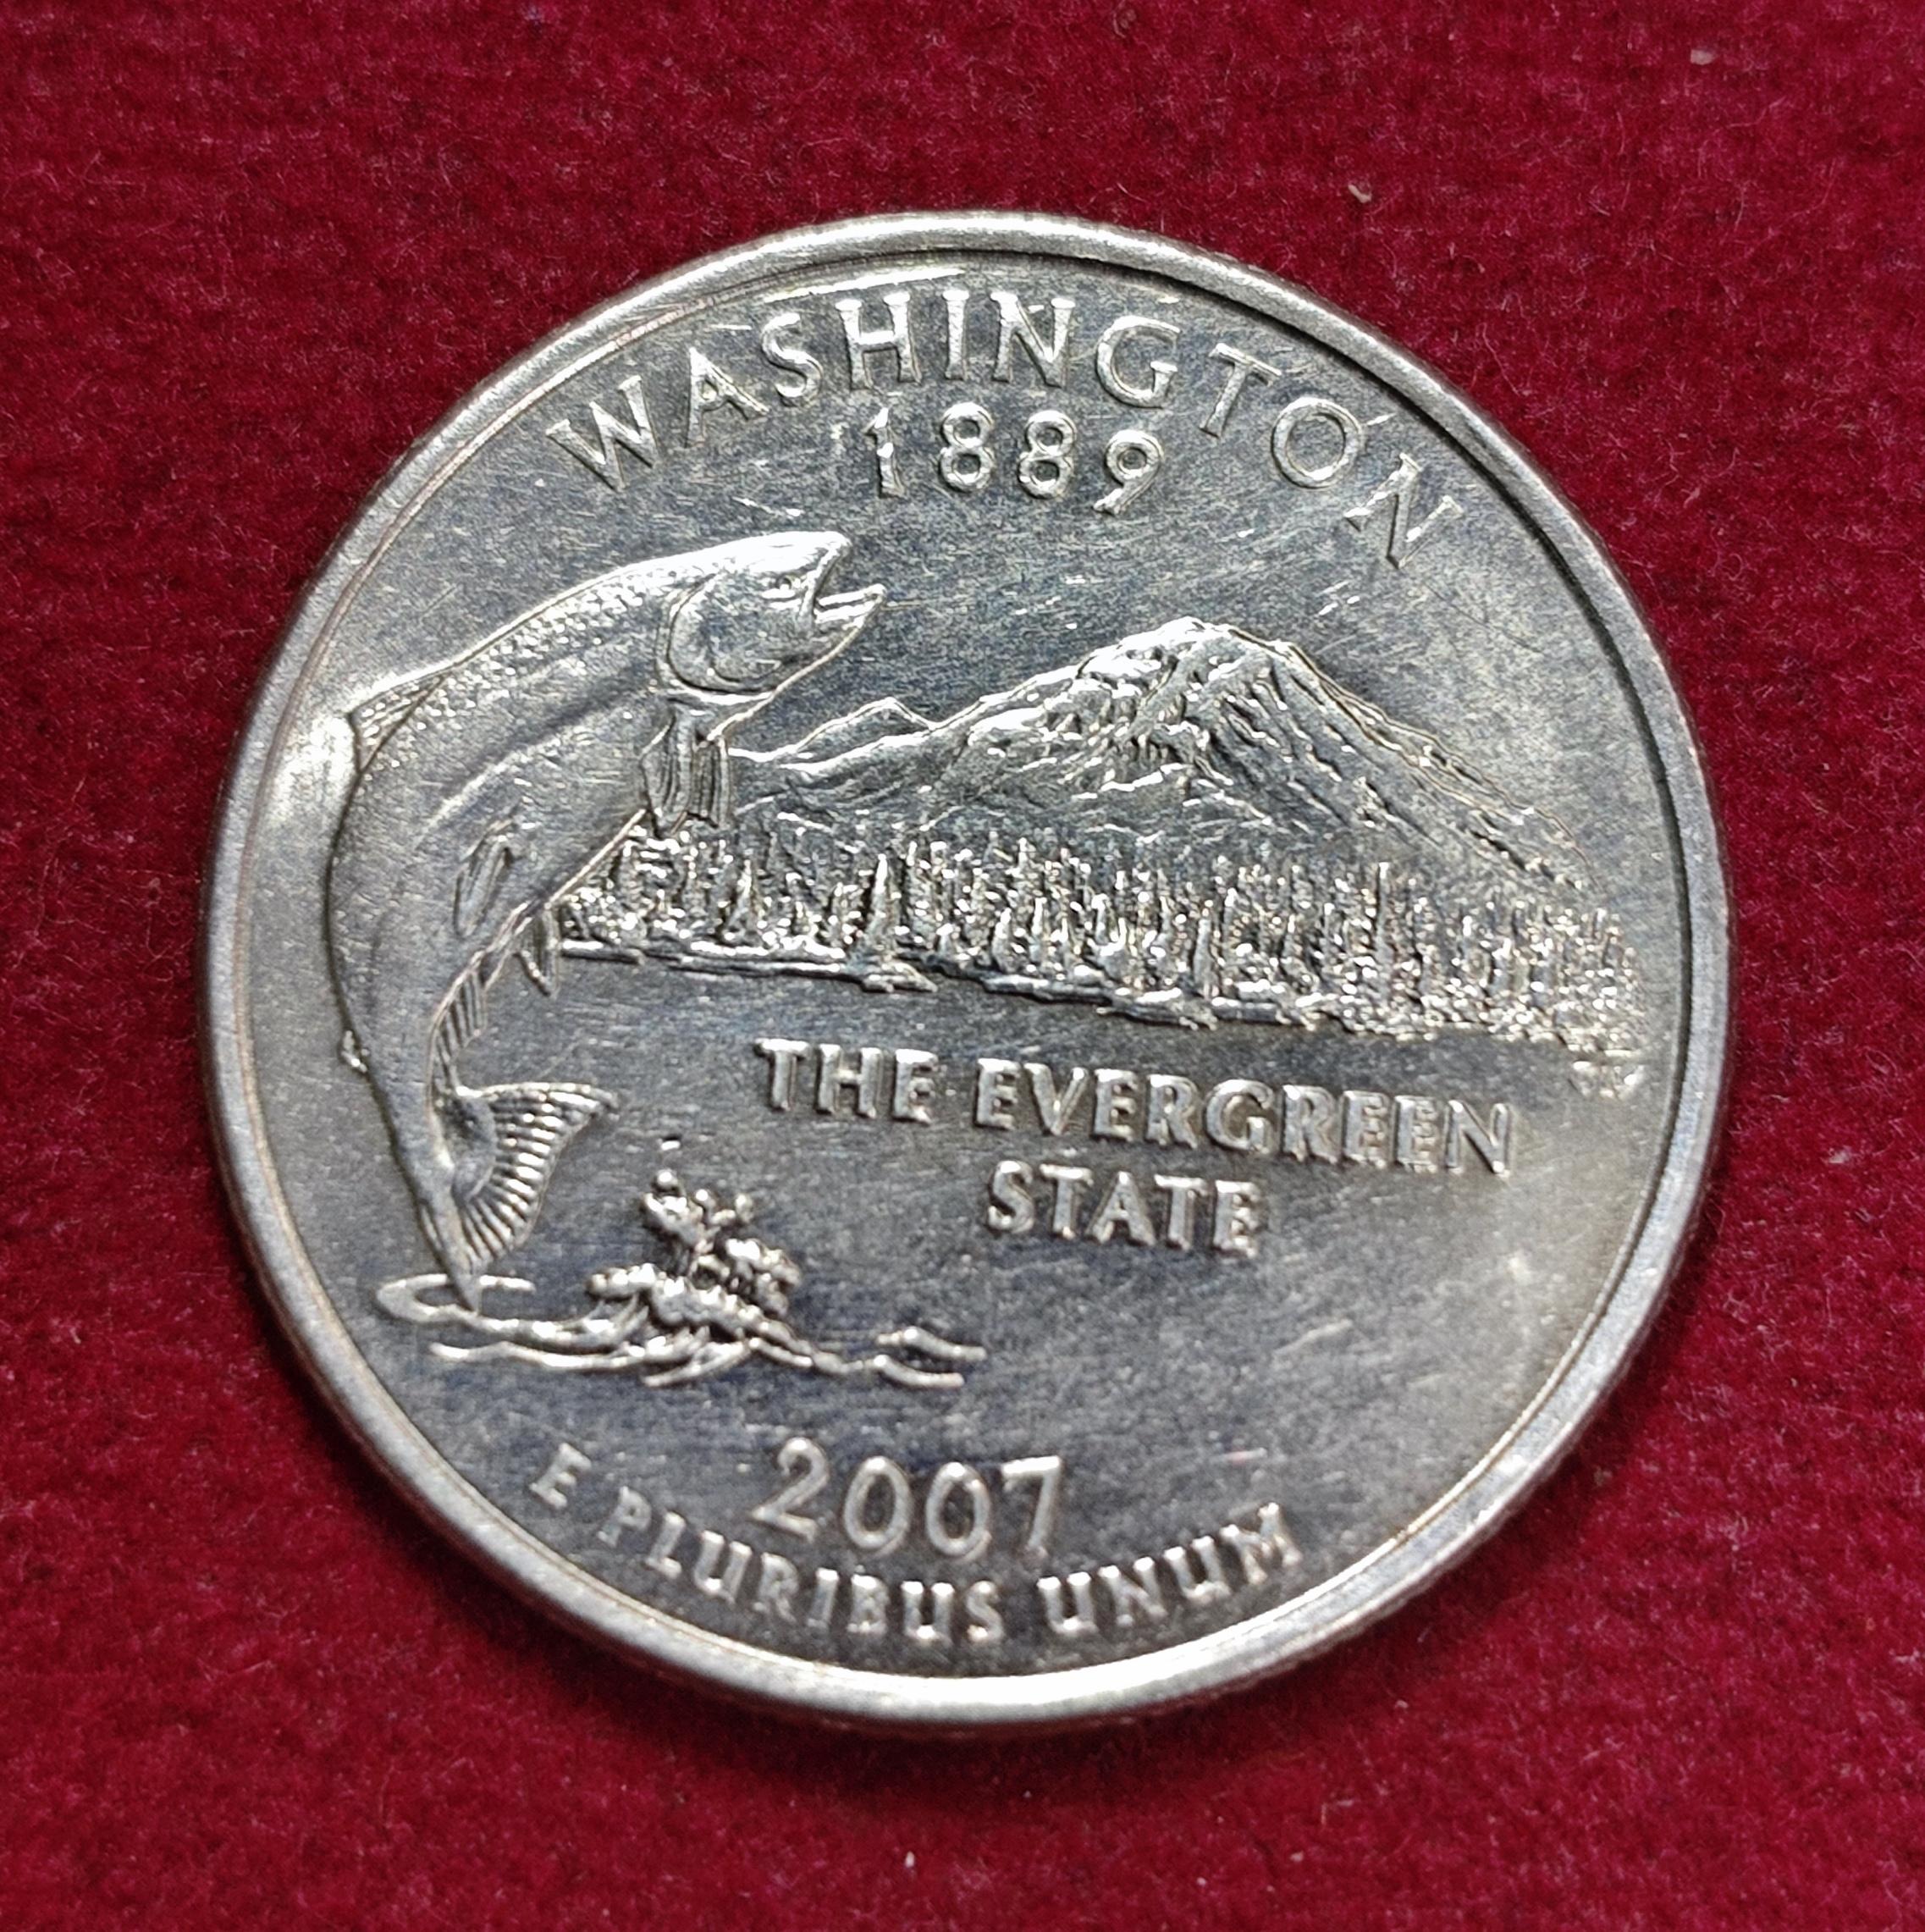 WASHINGTON
1889
THE EVERGREEN
STATE
2007
E PLURIBUS UNUM